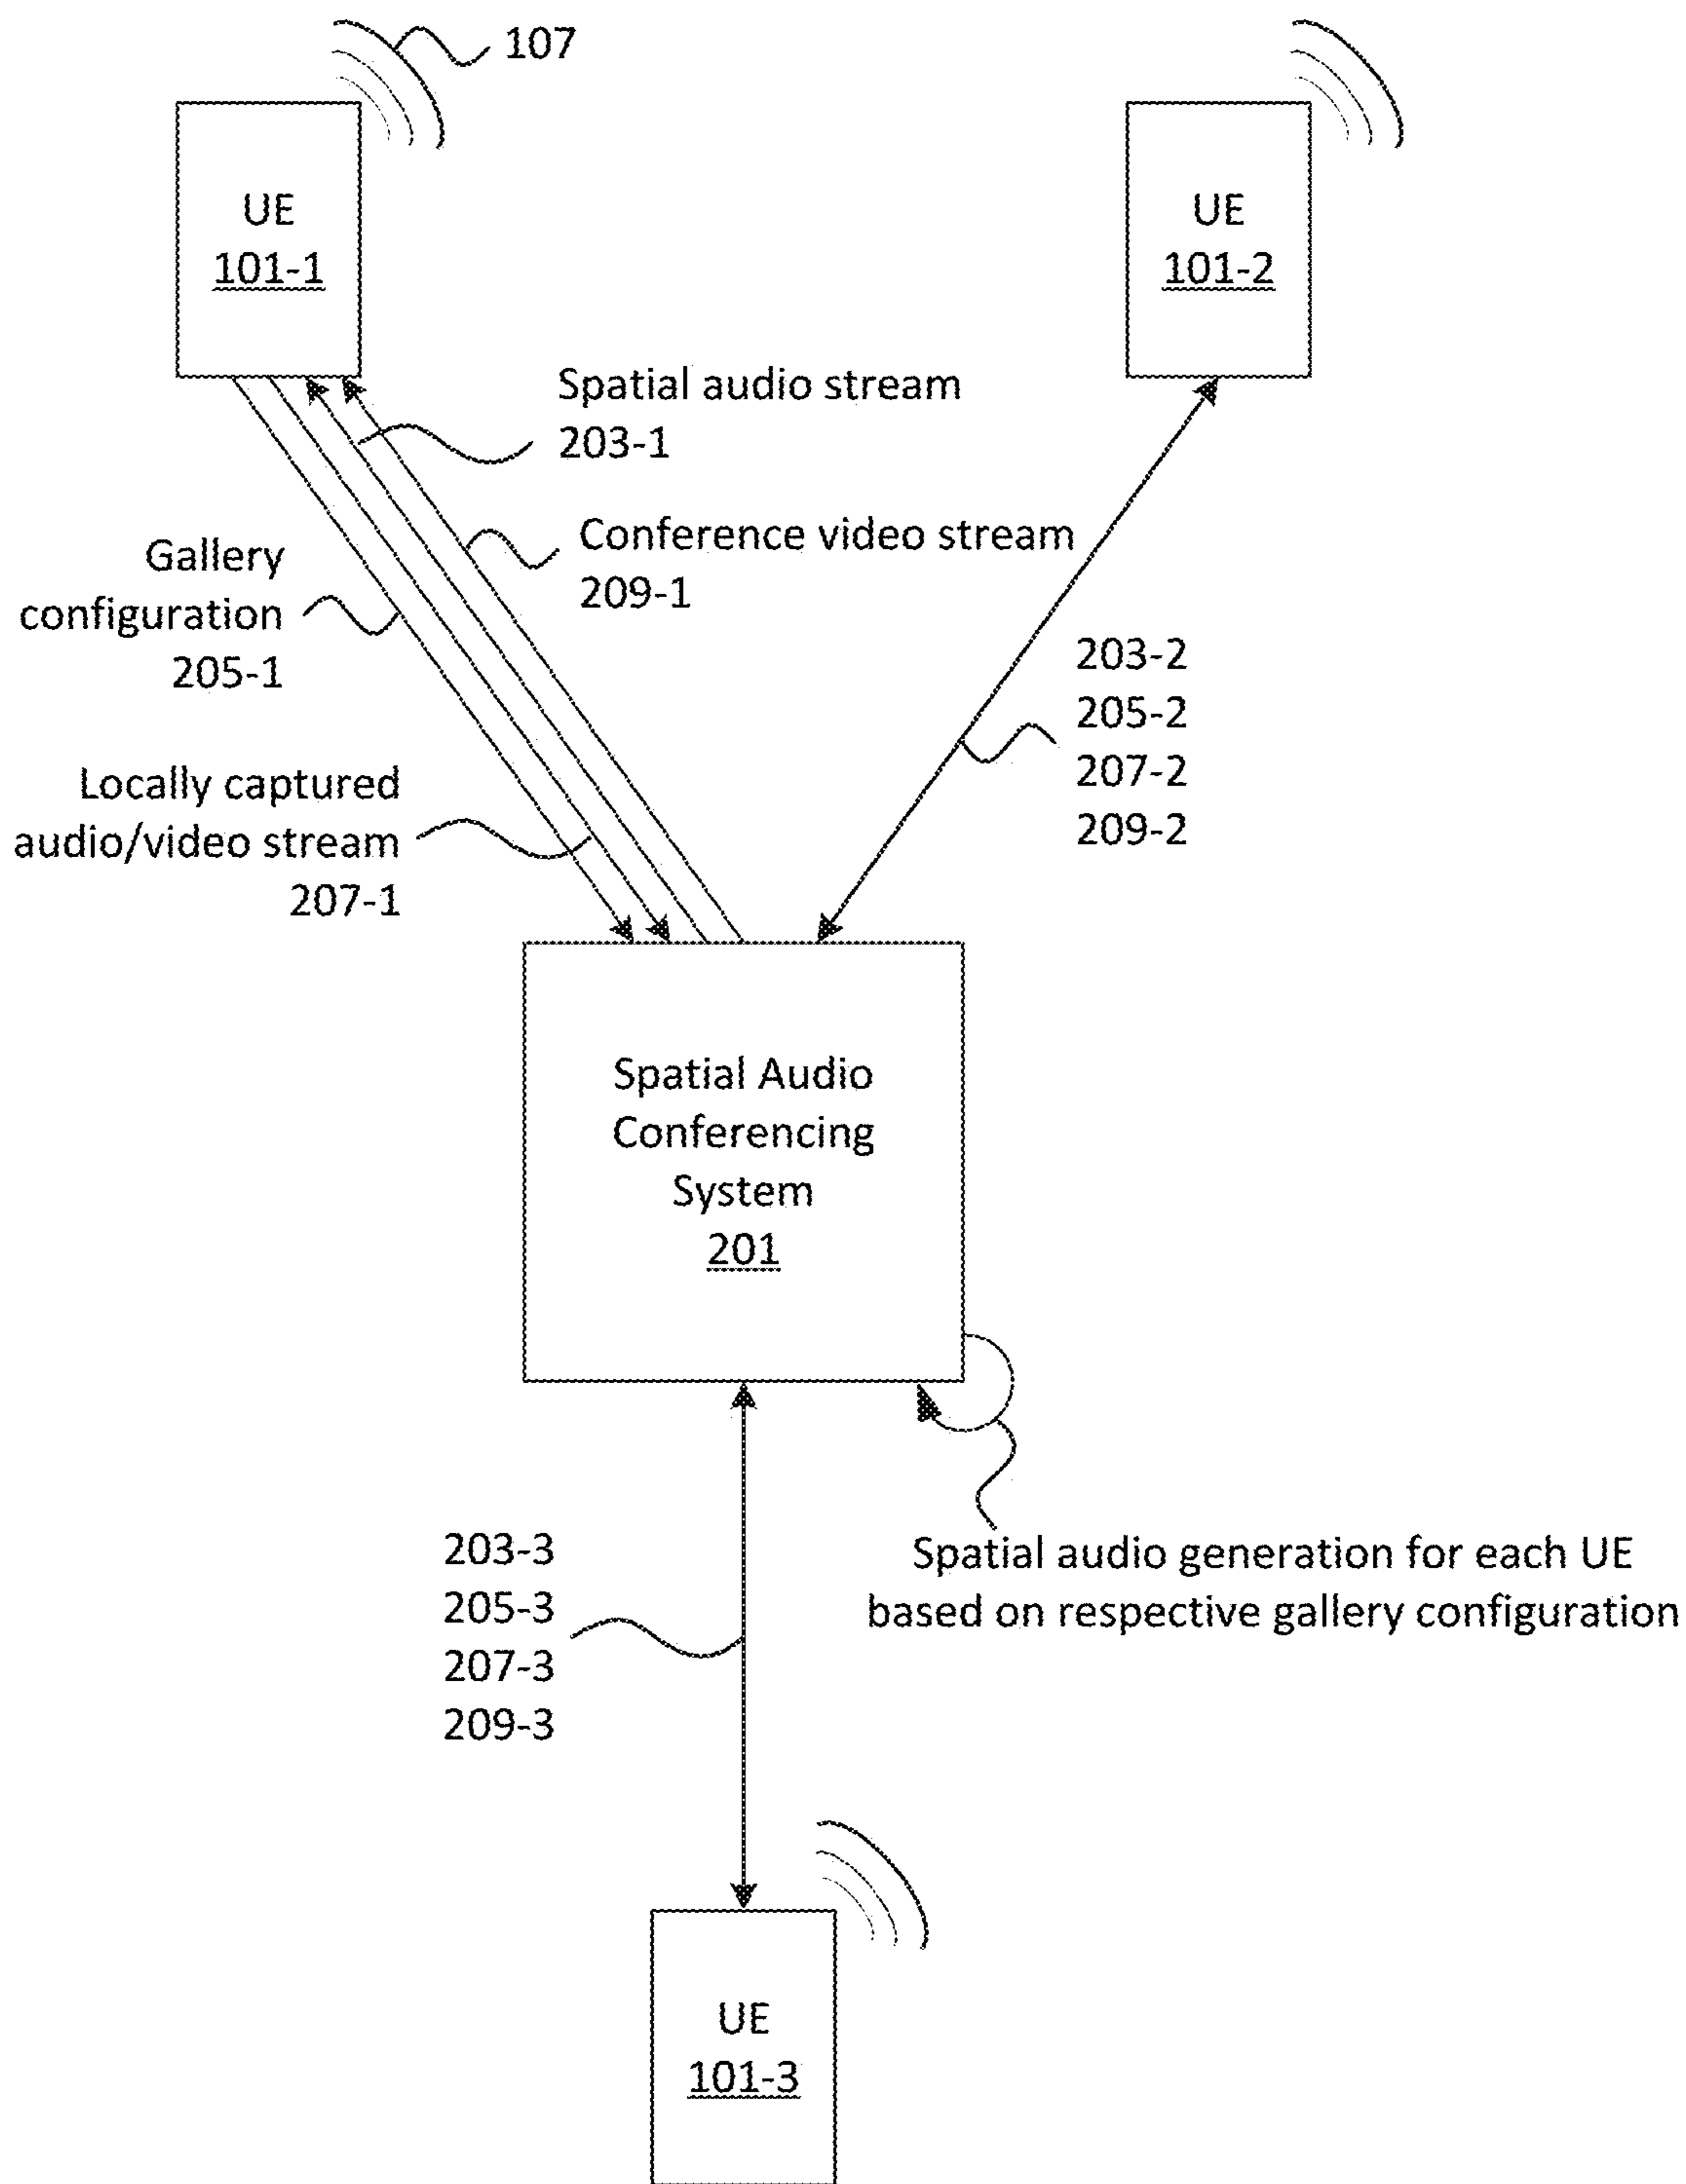 107
UE
101-1
UE
101-2
Spatial audio stream
203-1
Conference video stream
209-1
Gallery
configuration
205-1
203-2
205-2
207-2
209-2
Locally captured
audio/video stream
207-1
Spatial Audio
Conferencing
System
201
Spatial audio generation for each UE
based on respective gallery configuration
203-3
205-3
207-3
209-3
UE
101-3